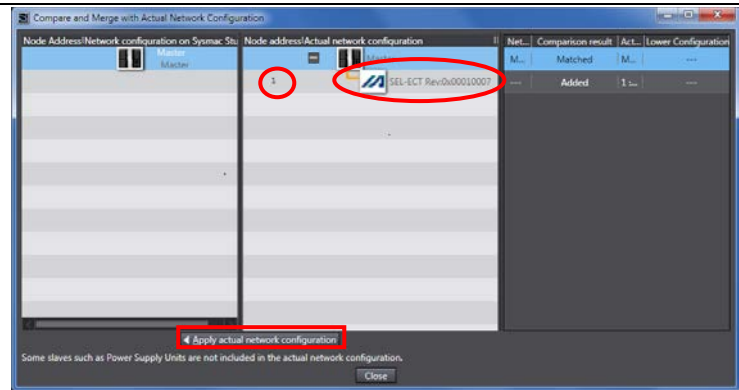 Compare and Merge with Actual Network Configuration
Node Address|Network configuration on Sysmac Stu
Node address|Actual network configuration
Net...
Comparison result
Act...
Lower Configuration
Master
Master
Master
M...
Matched
M...
---
1
SEL-ECT Rev:0x00010007
---
Added
1 :...
---
Apply actual network configuration
Some slaves such as Power Supply Units are not included in the actual network configuration.
Close